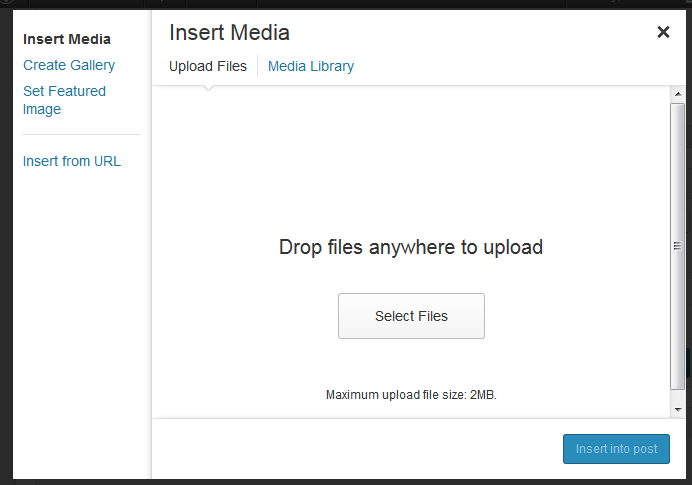 Insert Media
Create Gallery
Set Featured
Image
Insert from URL
Insert Media
Upload Files
Media Library
Drop files anywhere to upload
Select Files
Maximum upload file size: 2MB.
Insert into post